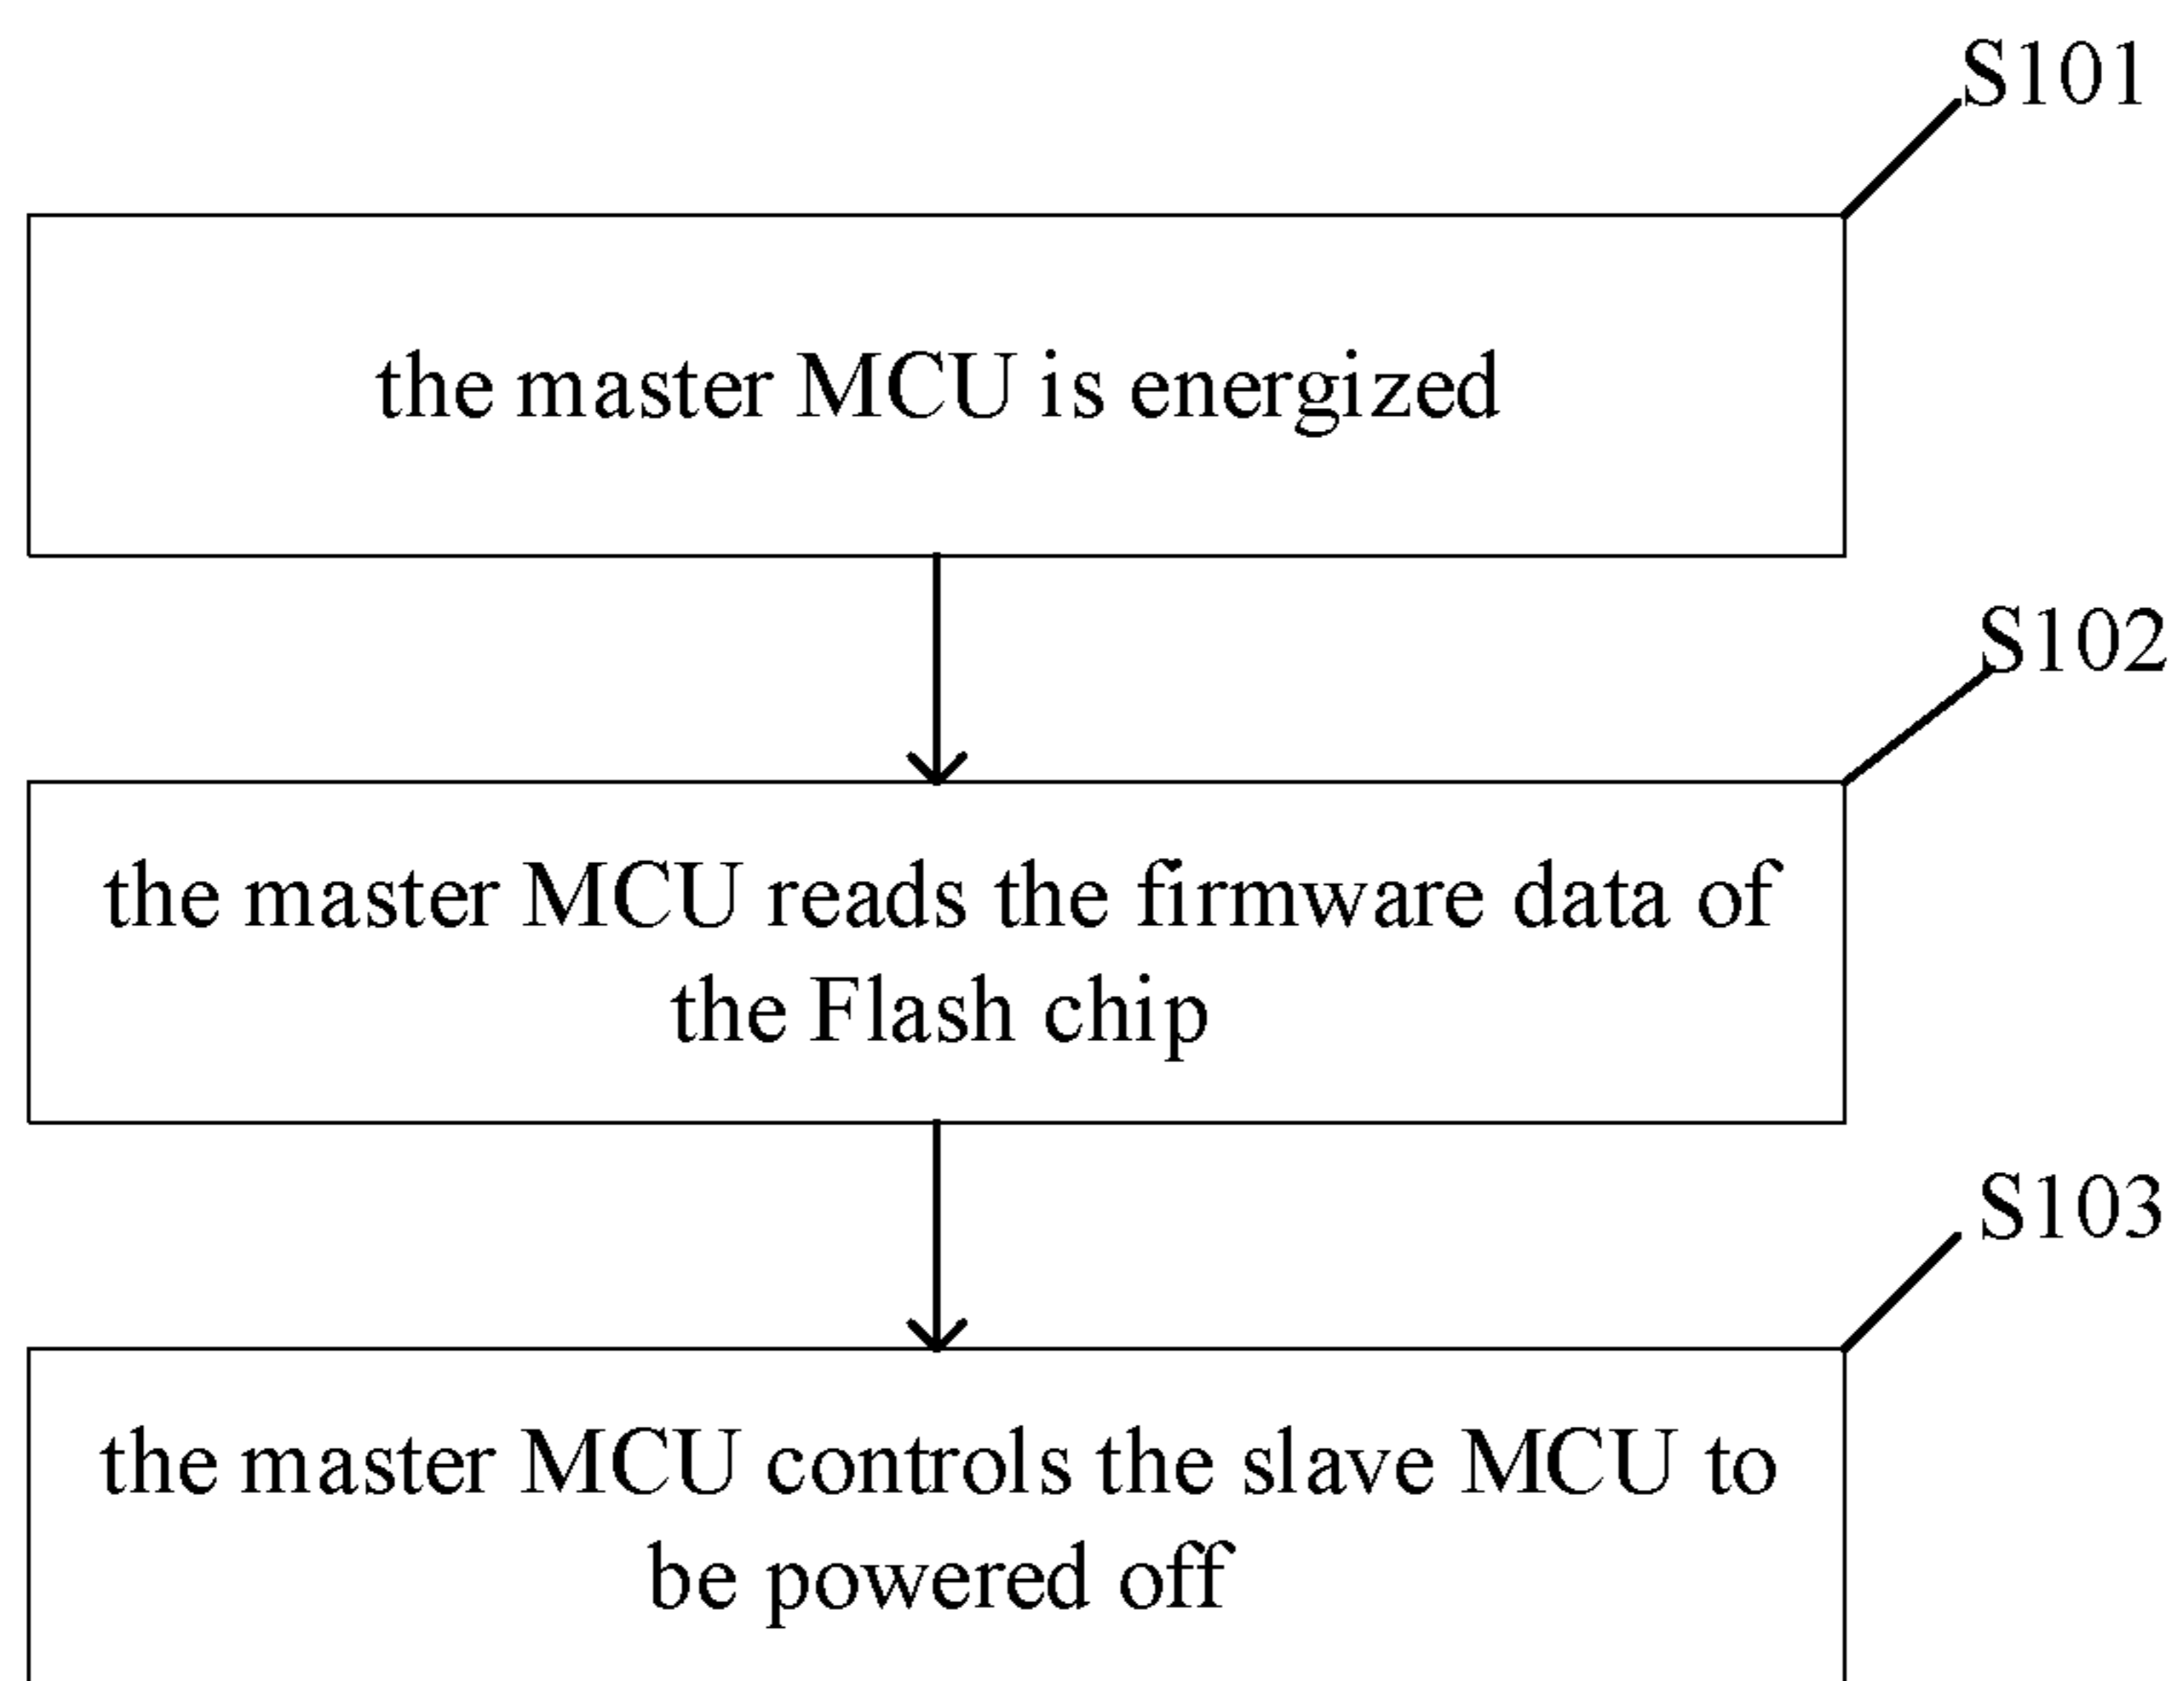 S101
the master MCU is energized
S102
the master MCU reads the firmware data of
the Flash chip
S103
the master MCU controls the slave MCU to
be powered off